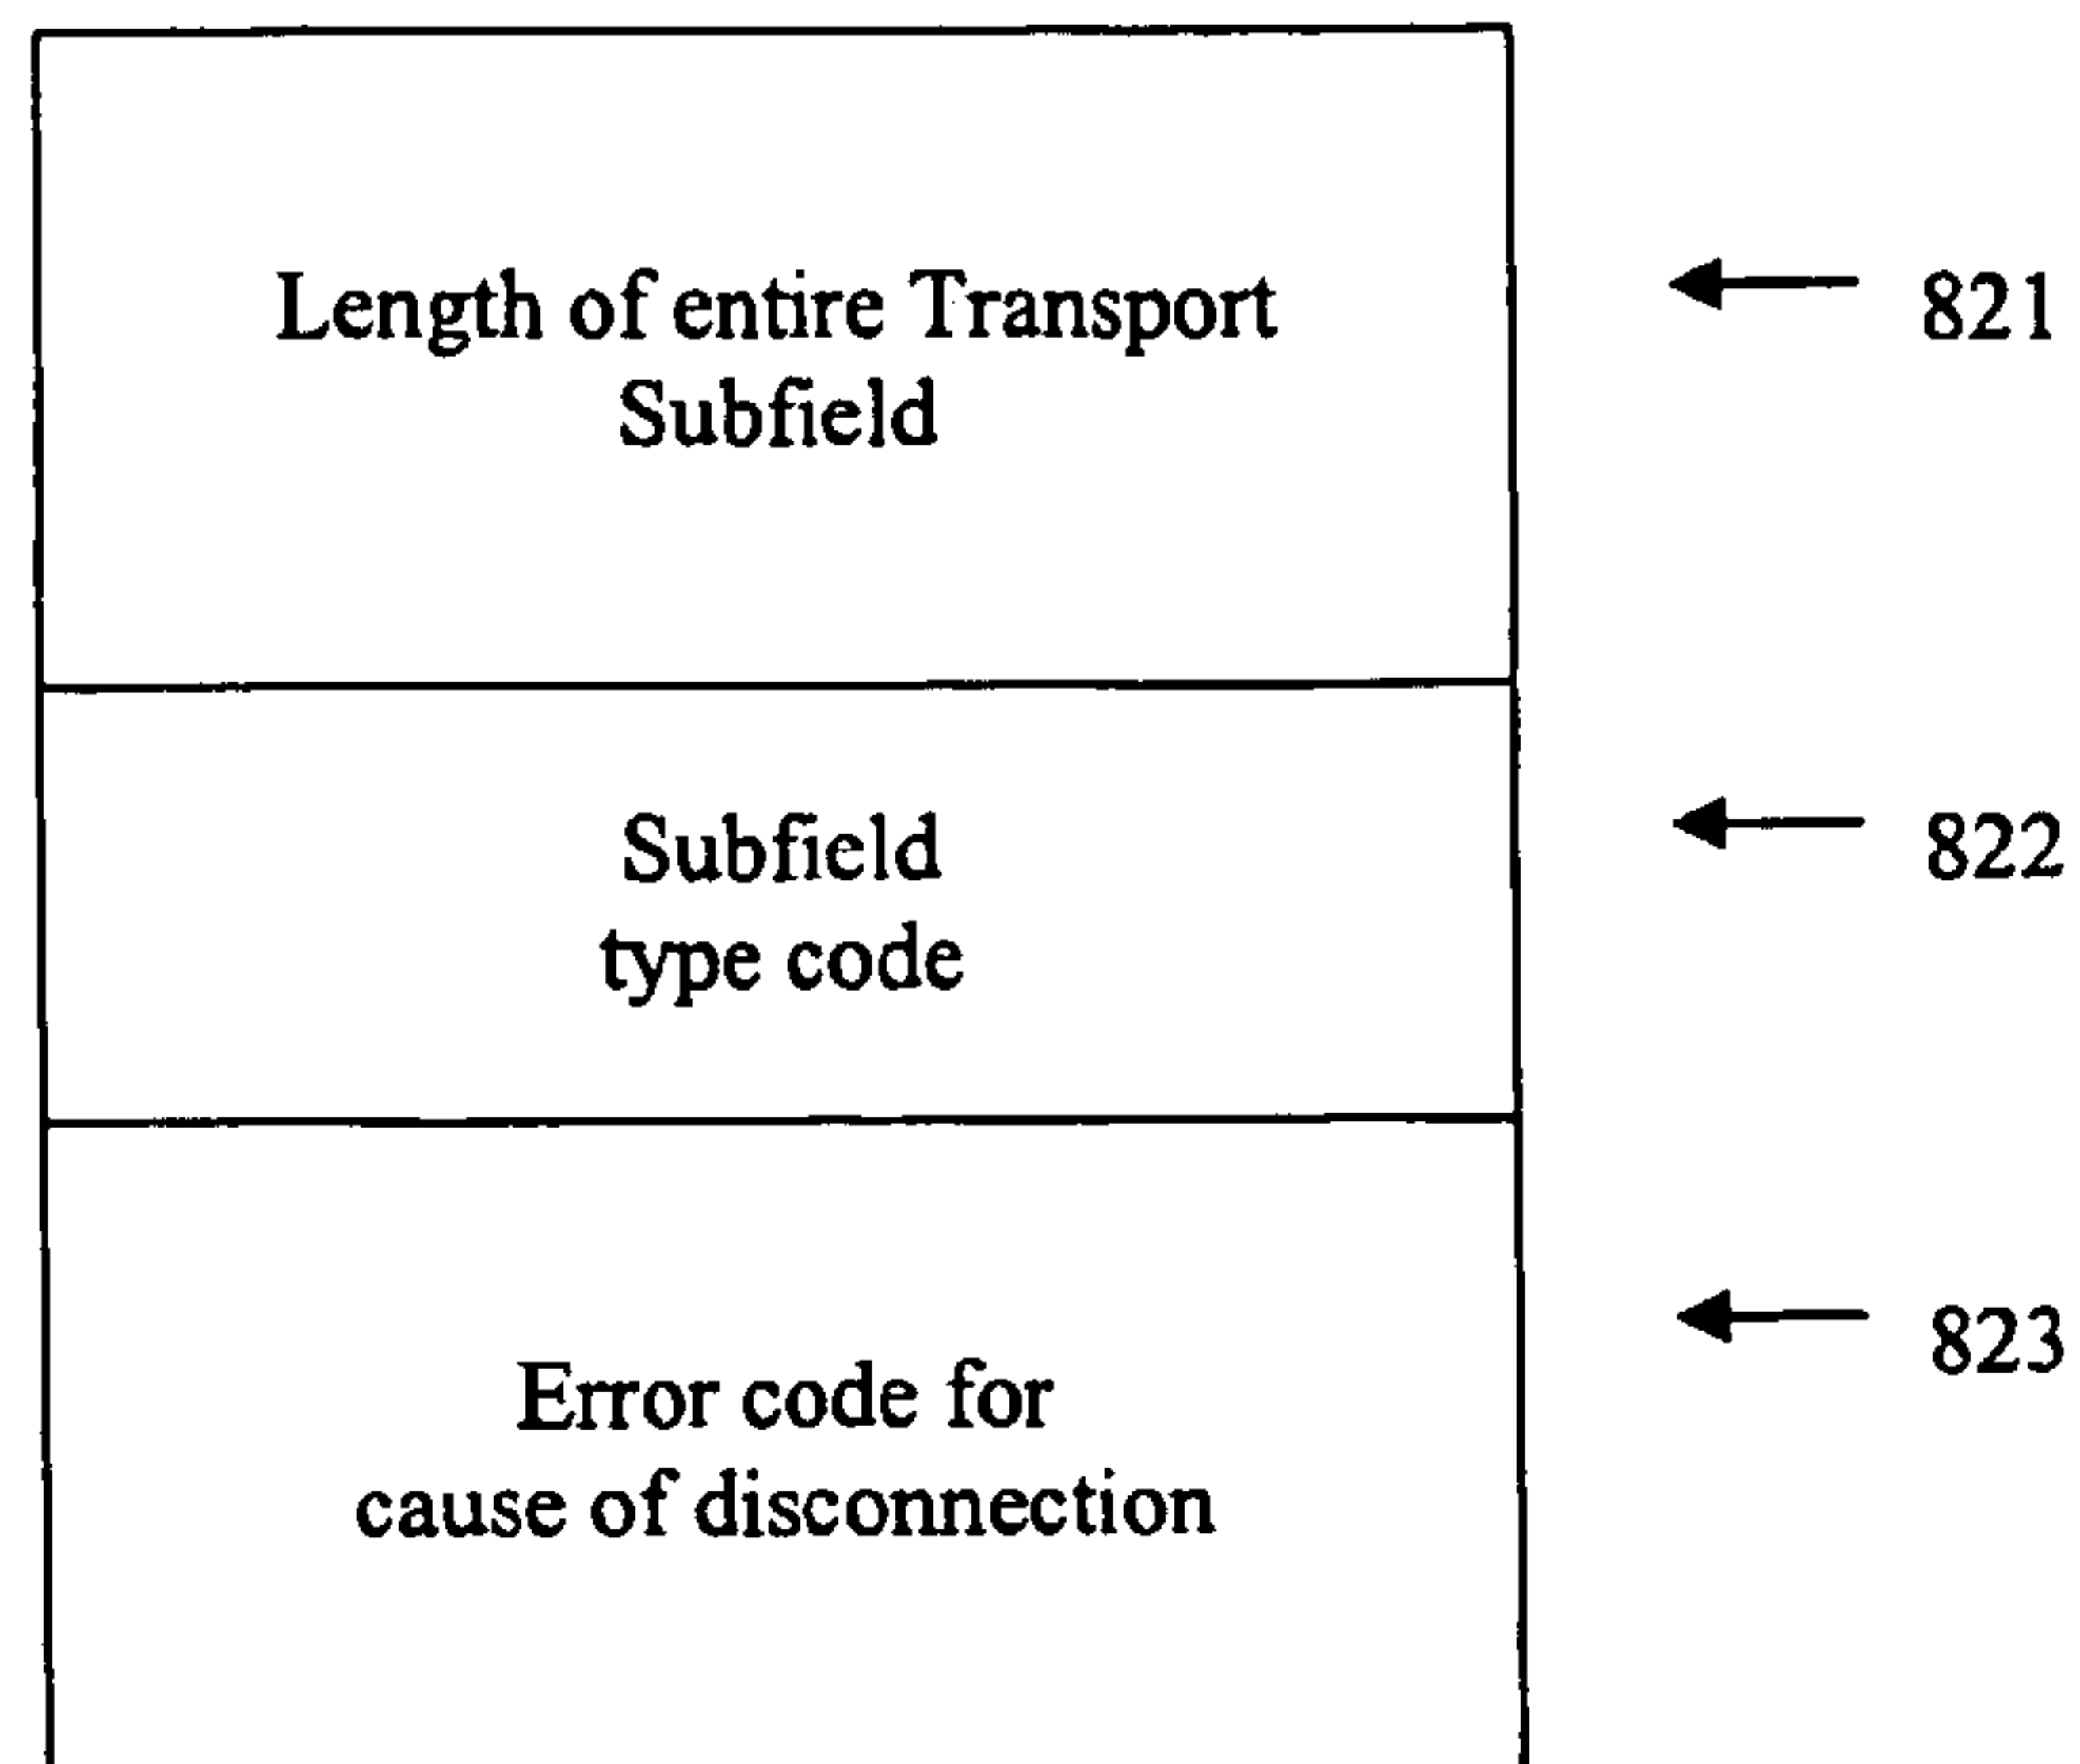 Length of entire Transport
Subfield
821
Subfield
type code
822
Error code for
cause of disconnection
823